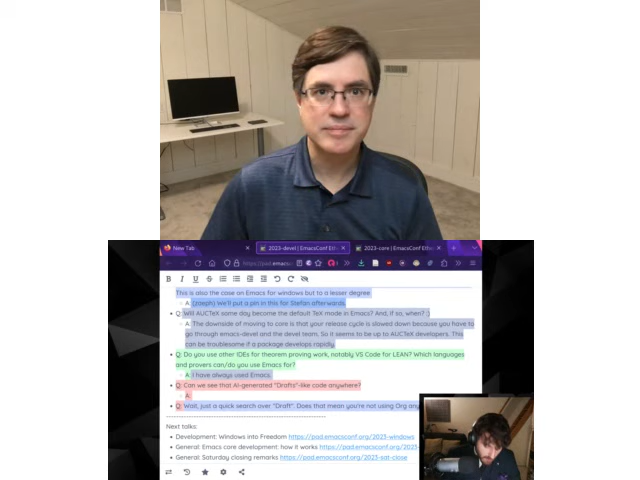 New Tab
2023-devel | EmacsConf Eth
2023-core | EmacsConf Ethe
This is also the case on Emacs for windows but to a lesser degree
A: (Joseph) We'll put a pin in this for Stefan afterwards.
Q: Will AUCTeX some day become the default TeX mode in Emacs? And, if so, when? :)
A: The downside of moving to core is that your release cycle is slowed down because you have to
go through emacs-devel and the devel team. So it seems to be up to AUCTeX developers. This
can be troublesome if a package develops rapidly.
Q: Do you use other IDEs for theorem proving work, notably VS Code for LEAN? Which languages
and provers can/do you use Emacs for?
A: I have always used Emacs.
Q: Can we see that AI-generated "Drafts"-like code anywhere?
A:
Q: Wait, just a quick search over "Draft". Does that mean you're not using Org any
Next talks:
Development: Windows into Freedom https://pad.emacsconf.org/2023-windows
General: Emacs core development: how it works https://pad.emacsconf.org/2023-
General: Saturday closing remarks https://pad.emacsconf.org/2023-sat-close